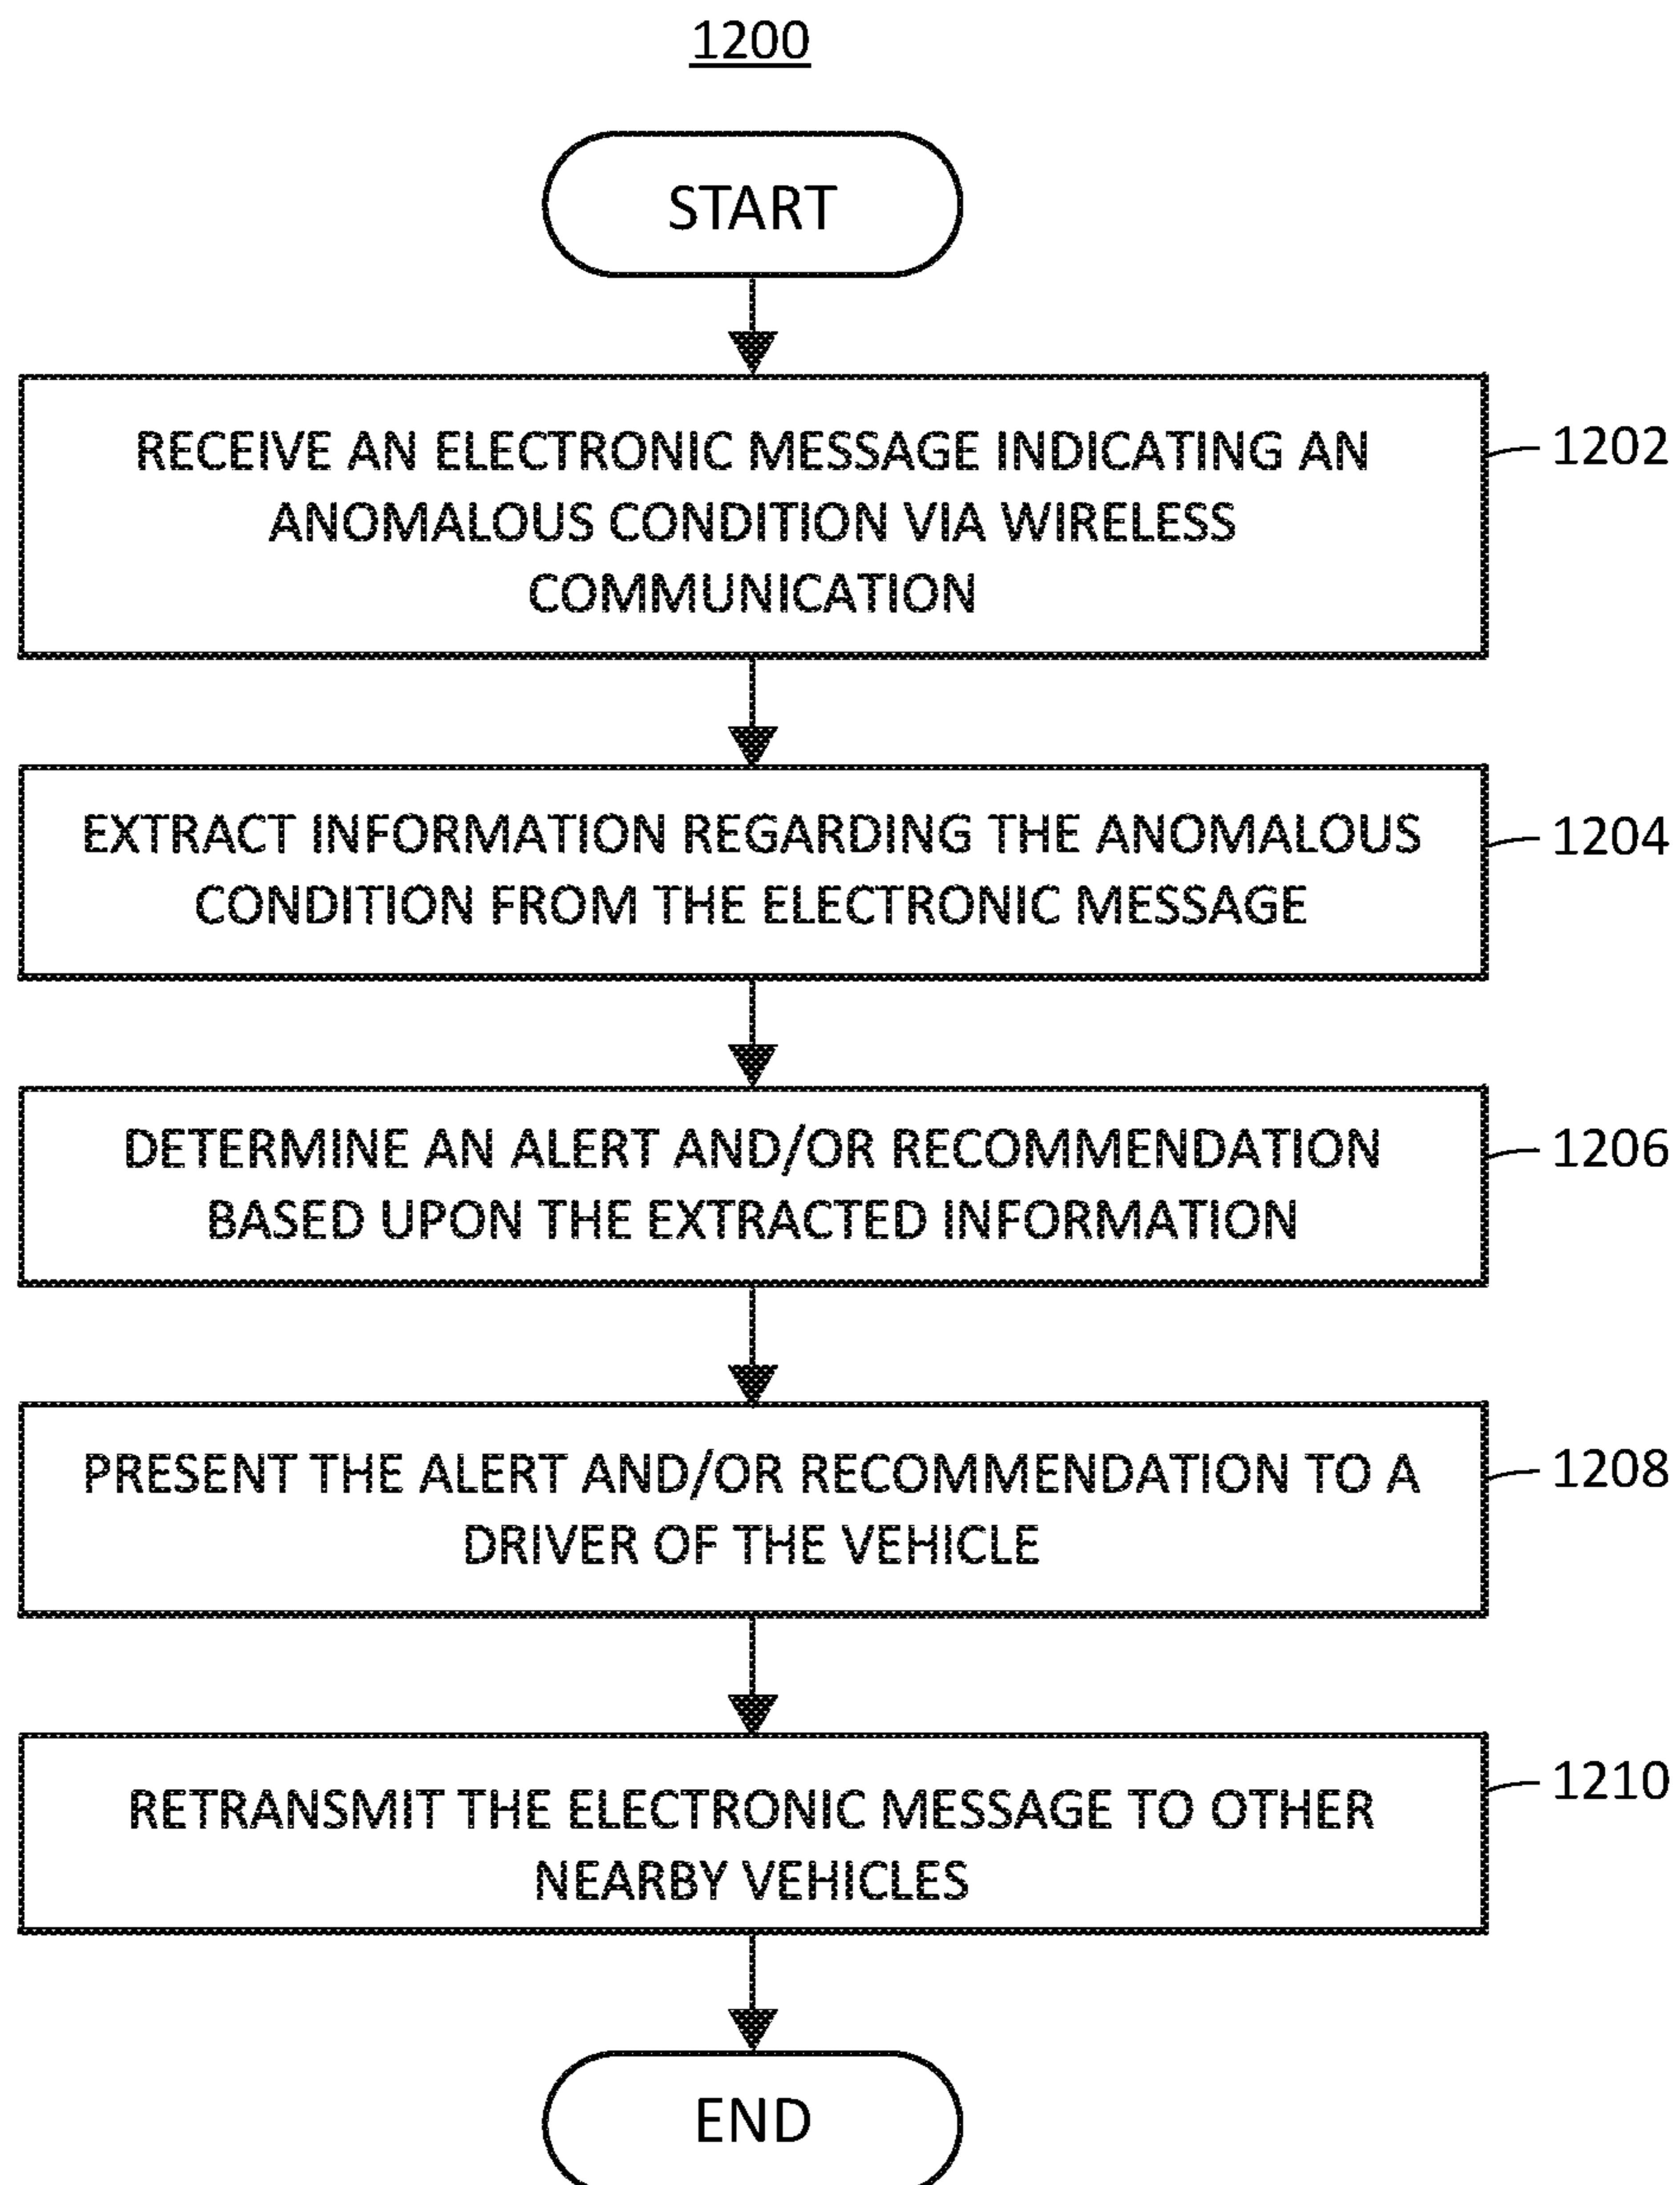 1200
START
RECEIVE AN ELECTRONIC MESSAGE INDICATING AN
ANOMALOUS CONDITION VIA WIRELESS
COMMUNICATION
1202
EXTRACT INFORMATION REGARDING THE ANOMALOUS
CONDITION FROM THE ELECTRONIC MESSAGE
1204
DETERMINE AN ALERT AND/OR RECOMMENDATION
BASED UPON THE EXTRACTED INFORMATION
1206
PRESENT THE ALERT AND/OR RECOMMENDATION TO A
DRIVER OF THE VEHICLE
1208
RETRANSMIT THE ELECTRONIC MESSAGE TO OTHER
NEARBY VEHICLES
1210
END